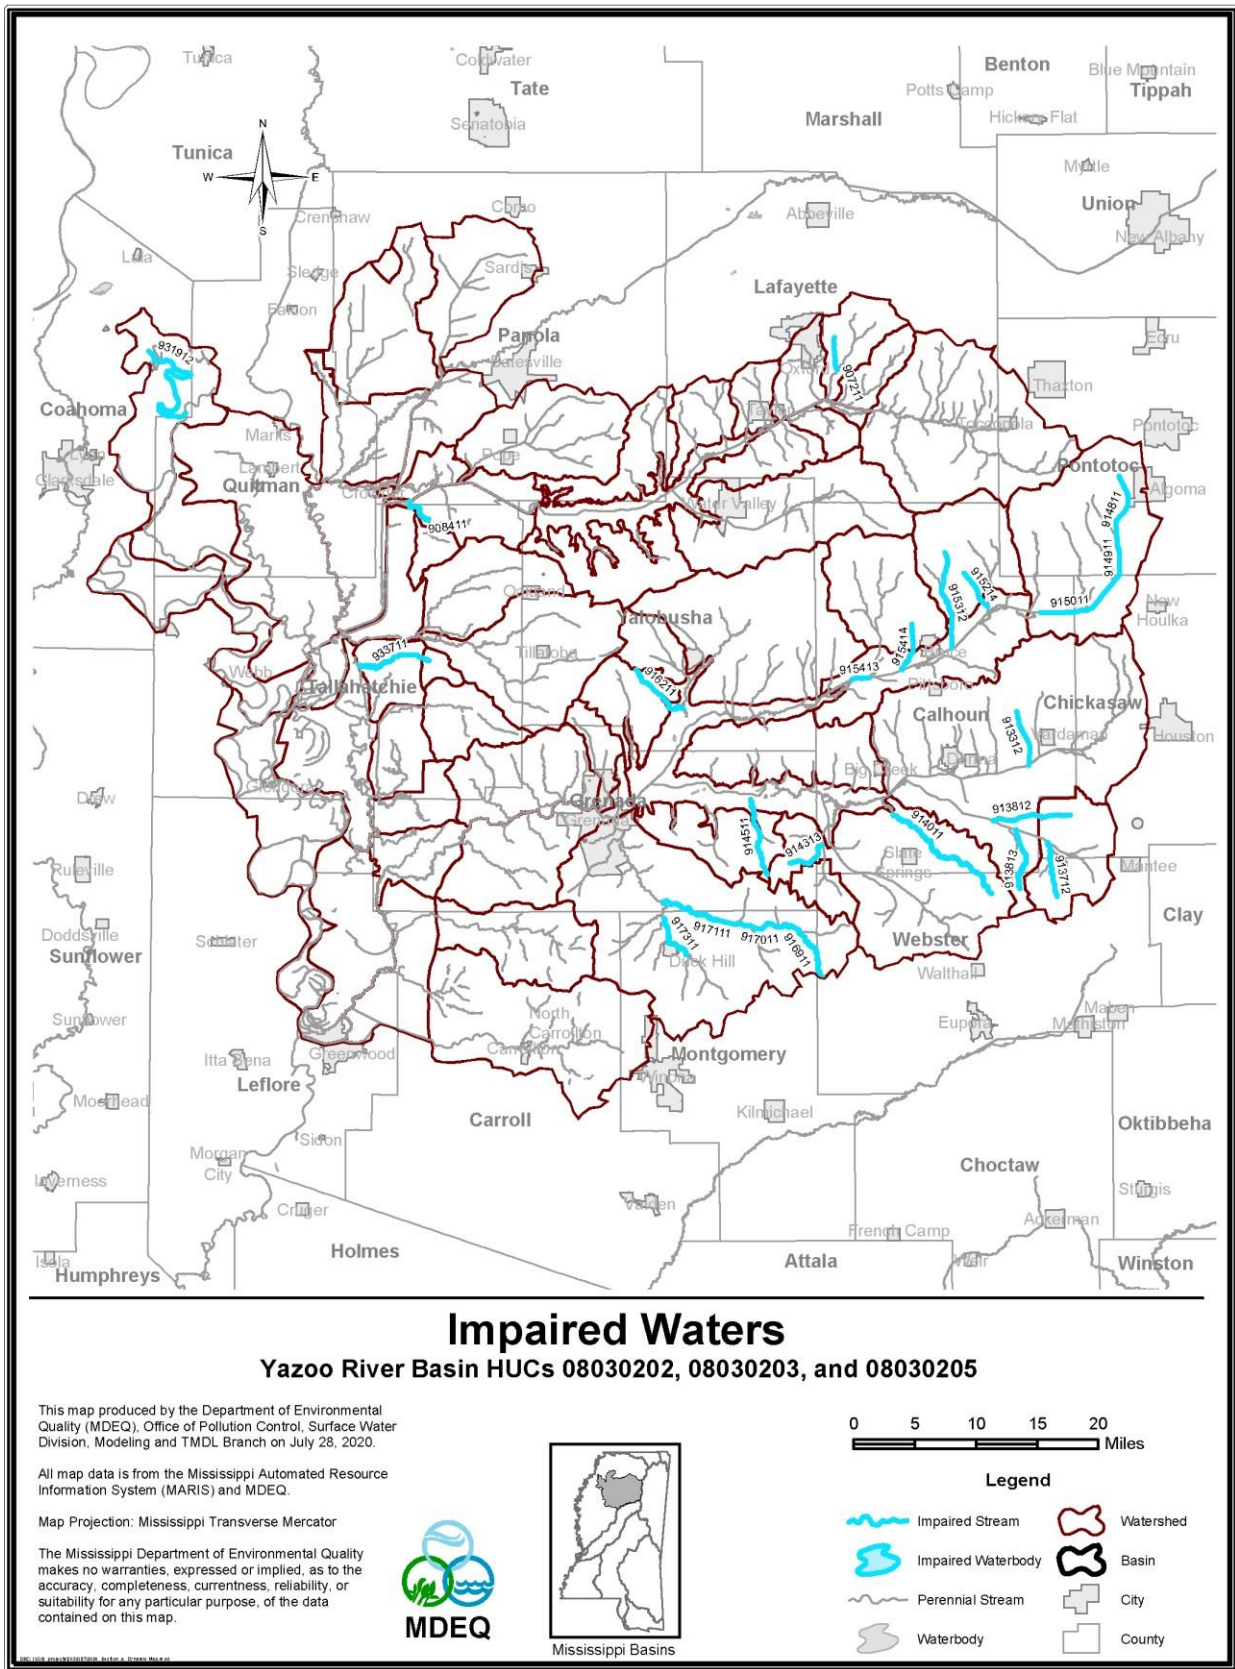 Tunica
Coldwater
Benton
Blue Mountain
Tate
Potts Camp
Tippah
Senatobia
Marshall
Hickory Flat
N
Tunica
W
E
S
Myrtle
Crenshaw
Como
Abbeville
Union
New Albany
Lula
Sledge
Sardis
Lafayette
Falcon
Panola
Batesville
Ecru
931912
Oxford
907211
Thaxton
Coahoma
Taylor
Marks
Toccopola
Pontotoc
Lyon
Clarksdale
Lambert
Pope
Pontotoc
Quitman
Algoma
Water Valley
914811
908411
914911
915214
Oakland
915312
915011
New
Houlka
Yalobusha
933711
Tillatoba
915414
Bruce
Webb
916211
915413
Tallahatchie
Pittsboro
Calhoun
Chickasaw
913312
Vardaman
Houston
Derma
Big Creek
Glendora
Drew
Grenada
Grenada
913812
914511
914011
914313
Slate
Springs
913813
913712
Mantee
Ruleville
Clay
917111
917011
916911
917311
Doddsville
Schlater
Sunflower
Duck Hill
Webster
Walthall
North
Carrollton
Maben
Sunflower
Eupora
Mathiston
Itta Bena
Greenwood
Carrollton
Montgomery
Leflore
Winona
Moorhead
Kilmichael
Carroll
Oktibbeha
Sidon
Morgan
City
Choctaw
Inverness
Sturgis
Cruger
Vaiden
Ackerman
French Camp
Holmes
Attala
Weir
Winston
Isola
Humphreys
Impaired Waters
Yazoo River Basin HUCs 08030202, 08030203, and 08030205
This map produced by the Department of Environmental
Quality (MDEQ), Office of Pollution Control, Surface Water
Division, Modeling and TMDL Branch on July 28, 2020.
All map data is from the Mississippi Automated Resource
Information System (MARIS) and MDEQ.
Map Projection: Mississippi Transverse Mercator
The Mississippi Department of Environmental Quality
makes no warranties, expressed or implied, as to the
accuracy, completeness, currentness, reliability, or
suitability for any particular purpose, of the data
contained on this map.
MDEQ
Mississippi Basins
0 5 10 15 20
Miles
Legend
Impaired Stream
Watershed
Impaired Waterbody
Basin
Perennial Stream
City
Waterbody
County